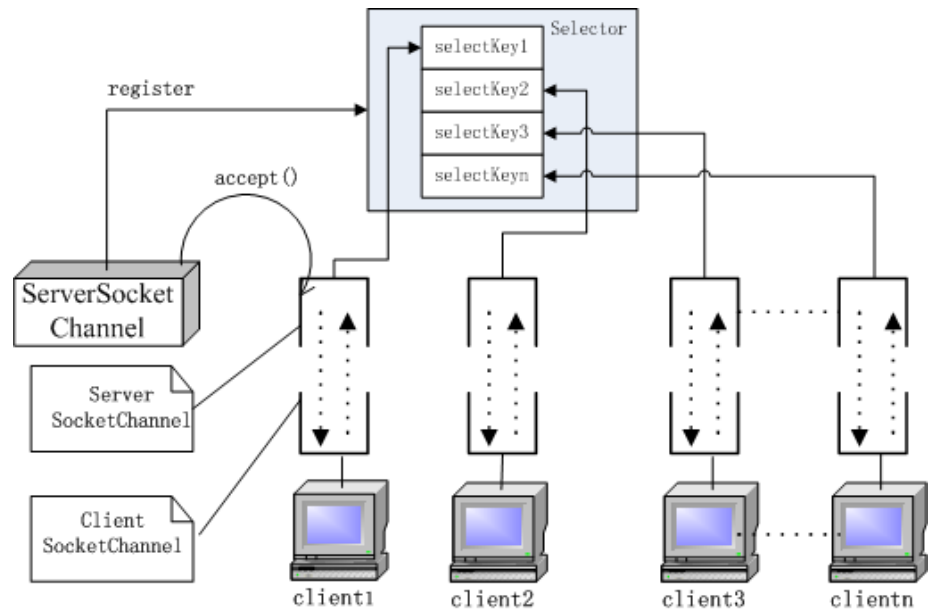 Selector
selectKey1
selectKey2
selectKey3
selectKeyn
register
accept()
ServerSocket
Channel
Server
SocketChannel
Client
SocketChannel
client1
client2
client3
clientn